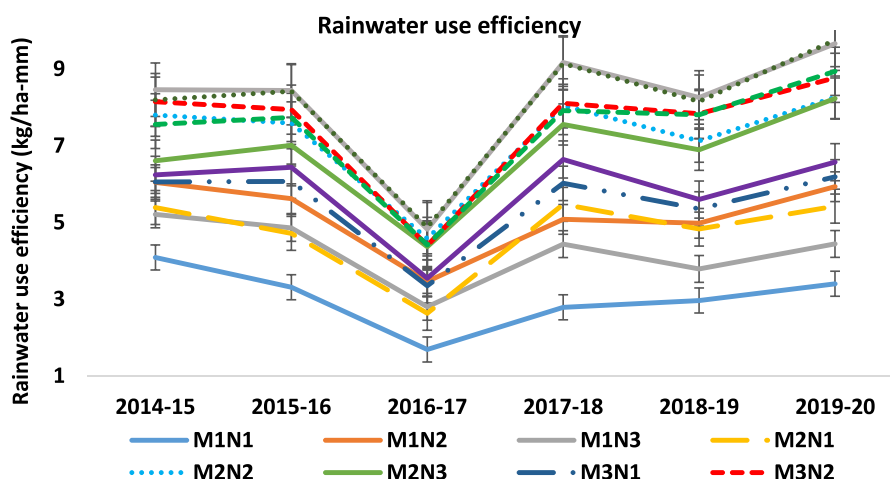 Rainwater use efficiency
Rainwater use efficiency (kg/ha-mm)
9
7
5
3
1
2014-15 2015-16 2016-17 2017-18 2018-19 2019-20
M1N1 M1N2 M1N3 M2N1
M2N2 M2N3 M3N1 M3N2